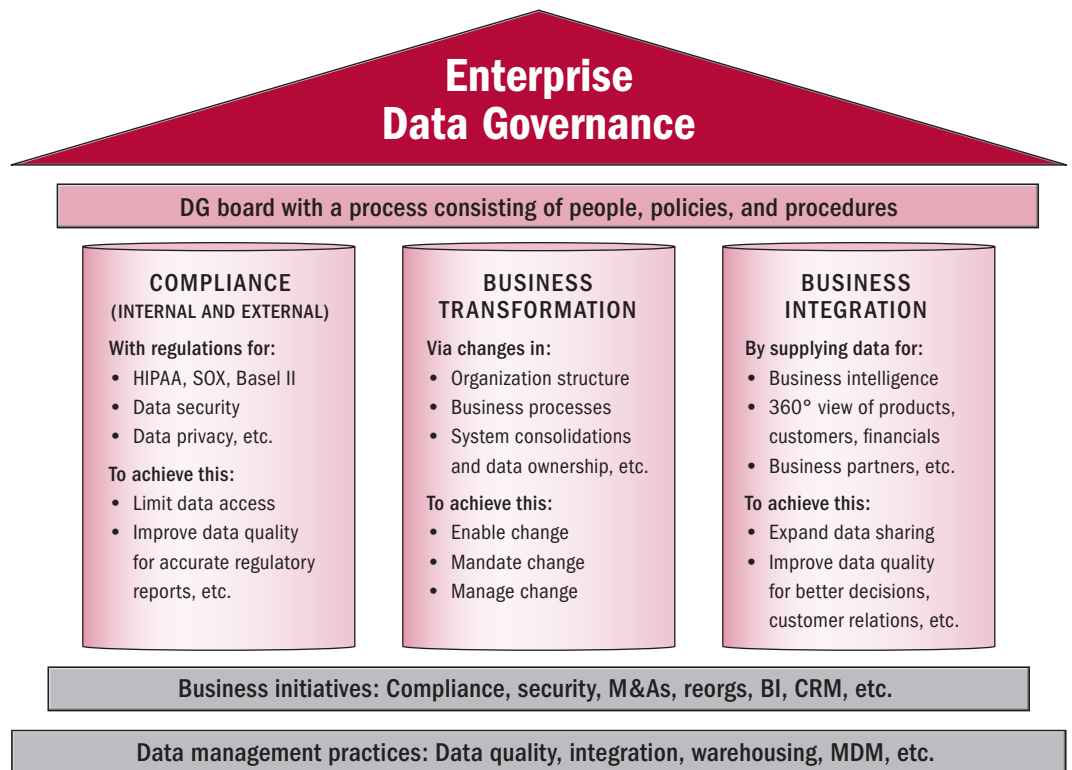 Enterprise
Data Governance
DG board with a process consisting of people, policies, and procedures
COMPLIANCE
(INTERNAL AND EXTERNAL)
With regulations for:
• HIPAA, SOX, Basel II
• Data security
• Data privacy, etc.
To achieve this:
• Limit data access
• Improve data quality
for accurate regulatory
reports, etc.
BUSINESS
TRANSFORMATION
Via changes in:
• Organization structure
• Business processes
• System consolidations
and data ownership, etc.
To achieve this:
• Enable change
• Mandate change
• Manage change
BUSINESS
INTEGRATION
By supplying data for:
• Business intelligence
• 360° view of products,
customers, financials
• Business partners, etc.
To achieve this:
• Expand data sharing
• Improve data quality
for better decisions,
customer relations, etc.
Business initiatives: Compliance, security, M&As, reorgs, BI, CRM, etc.
Data management practices: Data quality, integration, warehousing, MDM, etc.